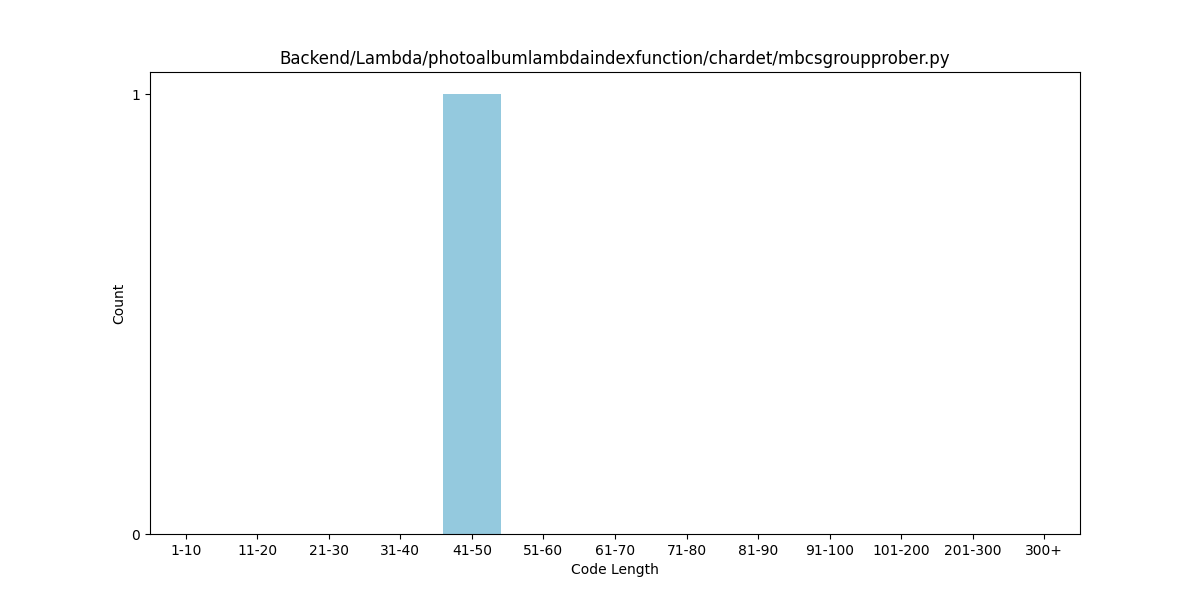 Backend/Lambda/photoalbumlambdaindexfunction/chardet/mbcsgroupprober.py
1
Count
0
1-10 11-20 21-30 31-40 41-50 51-60 61-70 71-80 81-90 91-100 101-200 201-300 300+
Code Length